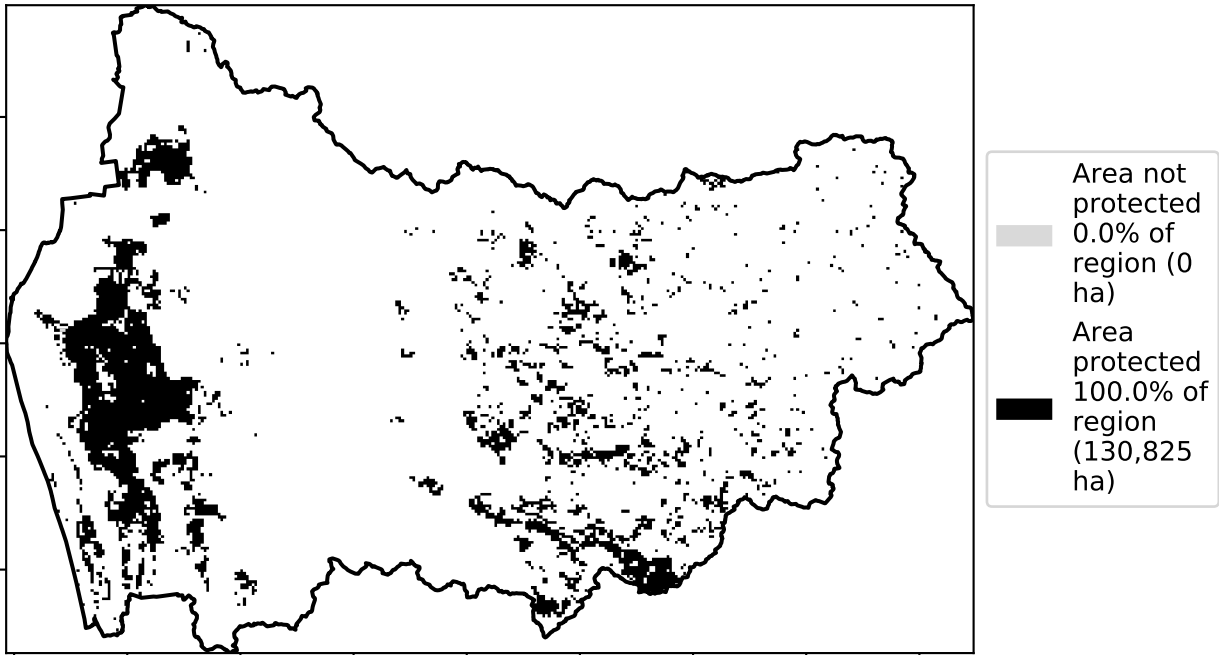 Area not
protected
0.0% of
region (0
ha)
Area
protected
100.0% of
region
(130,825
ha)